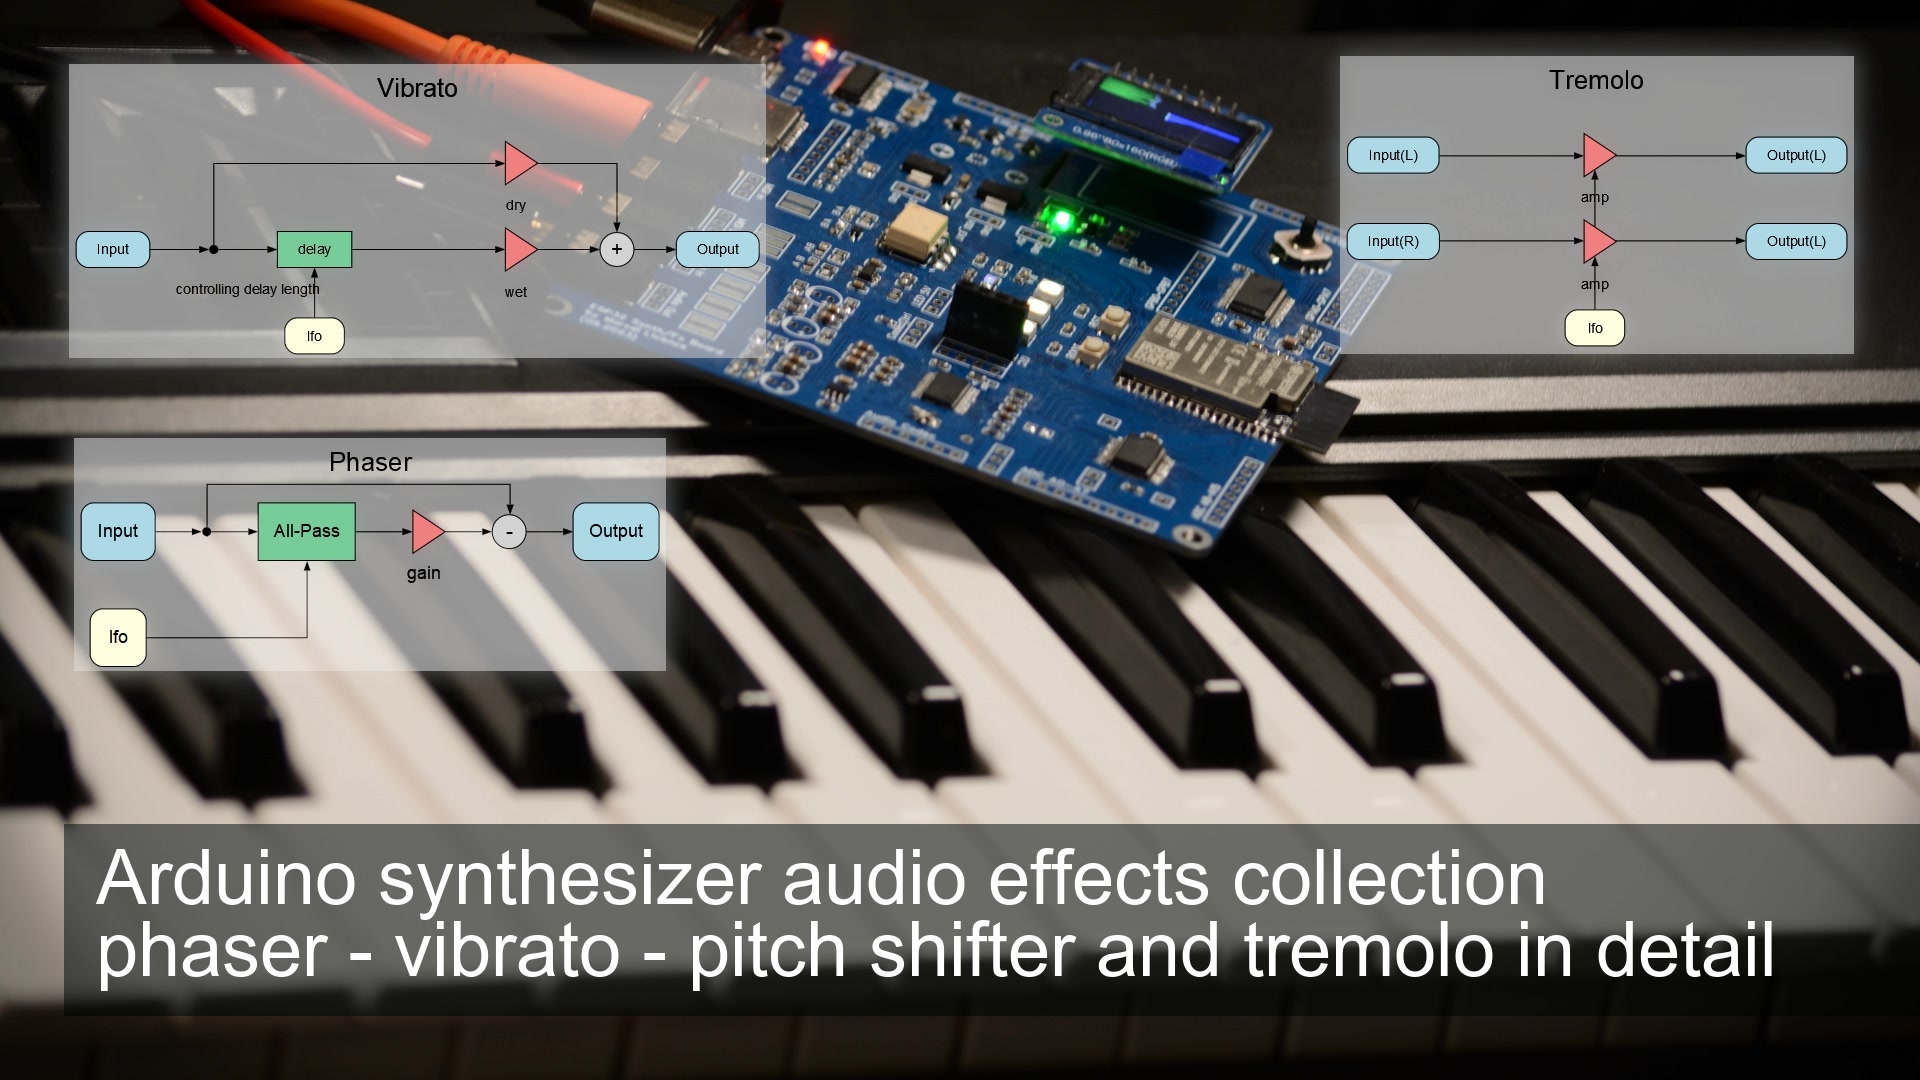 Vibrato
dry
Input
delay
+
Output
controlling delay length
wet
lfo
Tremolo
Input(L)
Output(L)
amp
Input(R)
Output(L)
amp
lfo
0.96"80x160(RGB)
Phaser
Input
All-Pass
-
Output
gain
lfo
Arduino synthesizer audio effects collection
phaser - vibrato - pitch shifter and tremolo in detail